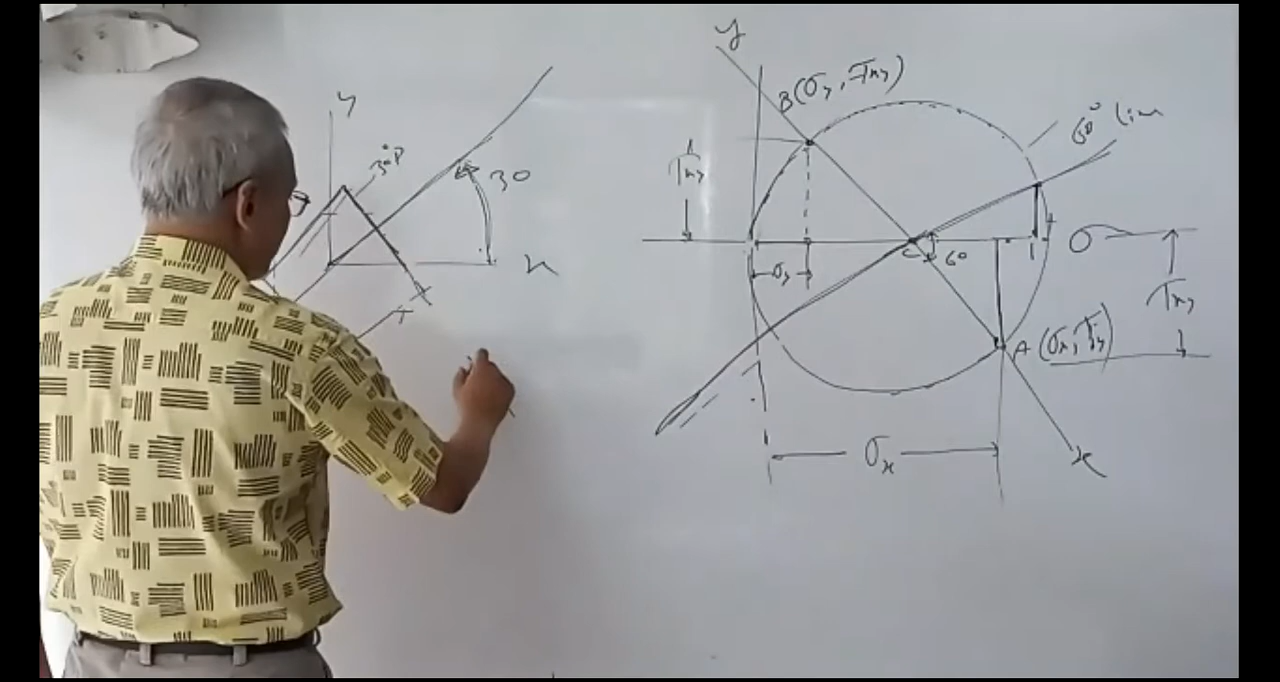 y
30°P
30
x
y
B(σy, -τxy)
60° line
τxy
σy
C
60
σ
τxy
A (σx, τxy)
σx
x